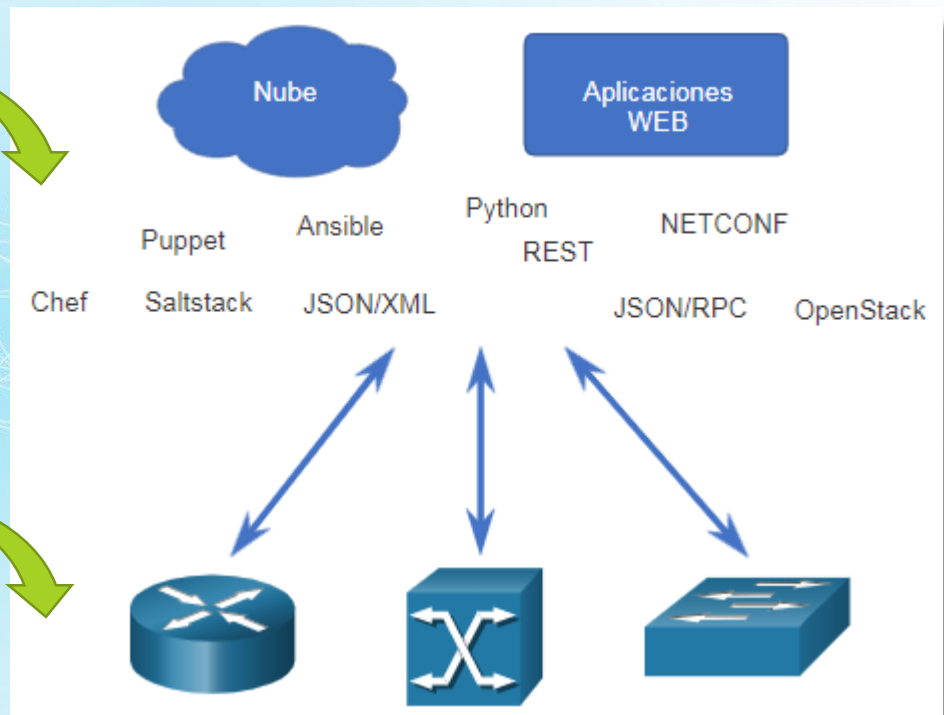 Nube
Aplicaciones
WEB
Puppet
Ansible
Python
REST
NETCONF
Chef
Saltstack
JSON/XML
JSON/RPC
OpenStack